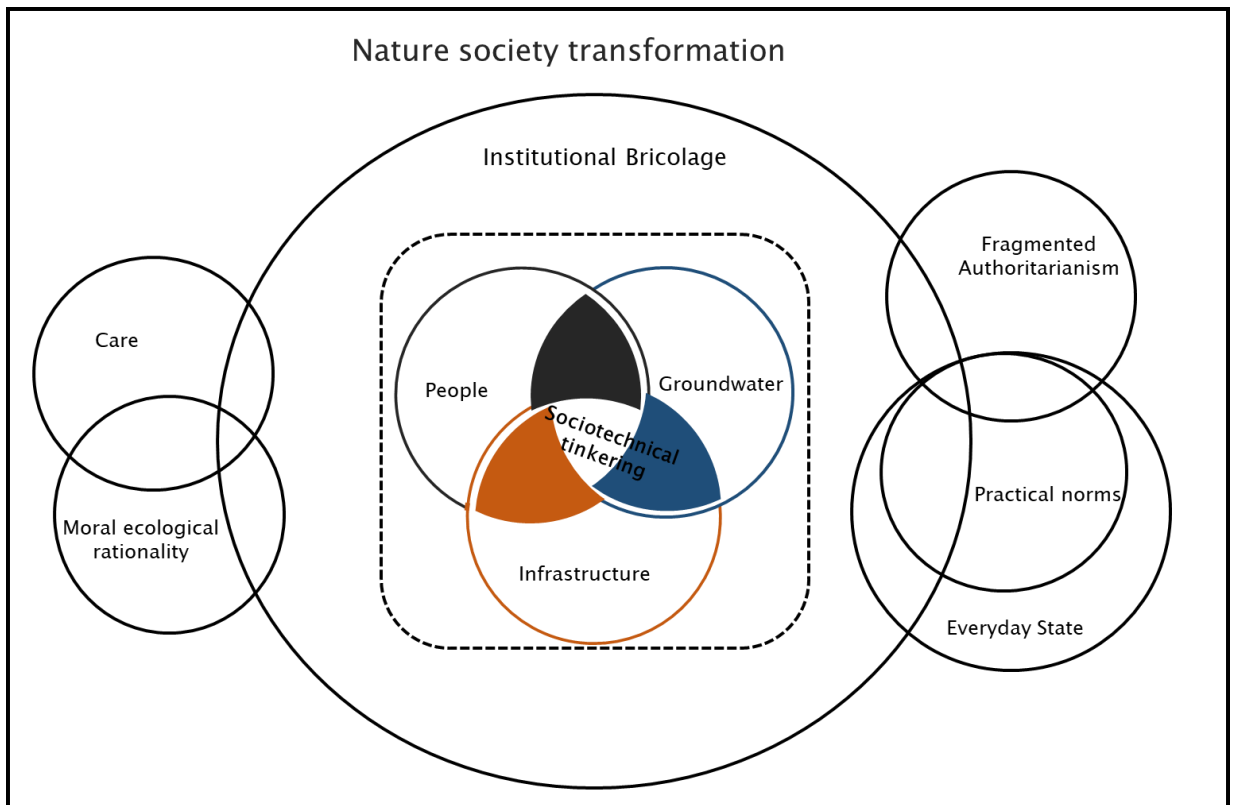 Nature society transformation
Institutional Bricolage
Fragmented
Authoritarianism
Care
People
Groundwater
Sociotechnical
tinkering
Practical norms
Moral ecological
rationality
Infrastructure
Everyday State